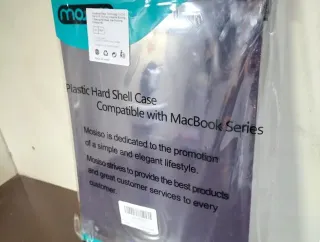 Plastic Hard Shell Case
Compatible with MacBook Series
Mosiso is dedicated to the promotion
of a simple and elegant lifestyle.
Mosiso strives to provide the best products
and great customer services to every
customer.